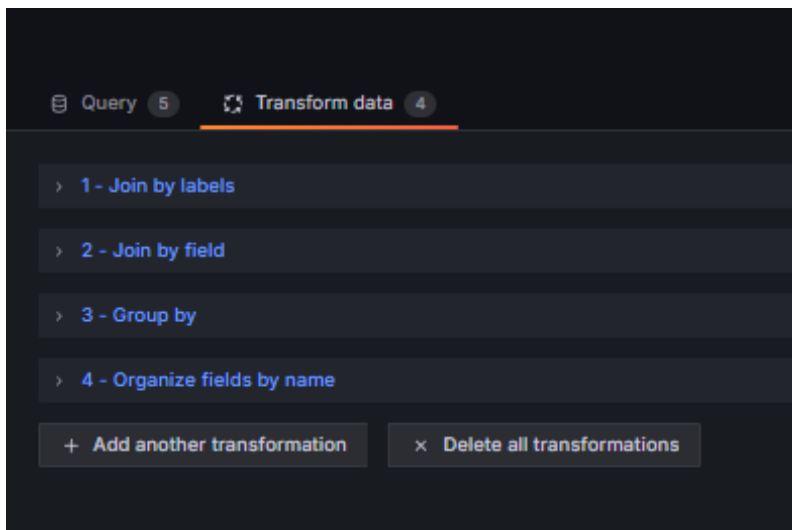 Query 5 Transform data 4
1 - Join by labels
2 - Join by field
3 - Group by
4 - Organize fields by name
+ Add another transformation × Delete all transformations